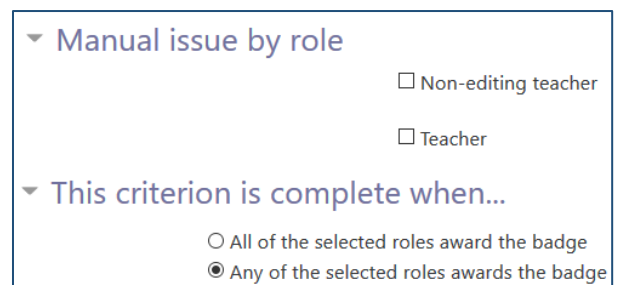 Manual issue by role
Non-editing teacher
Teacher
This criterion is complete when...
All of the selected roles award the badge
Any of the selected roles awards the badge